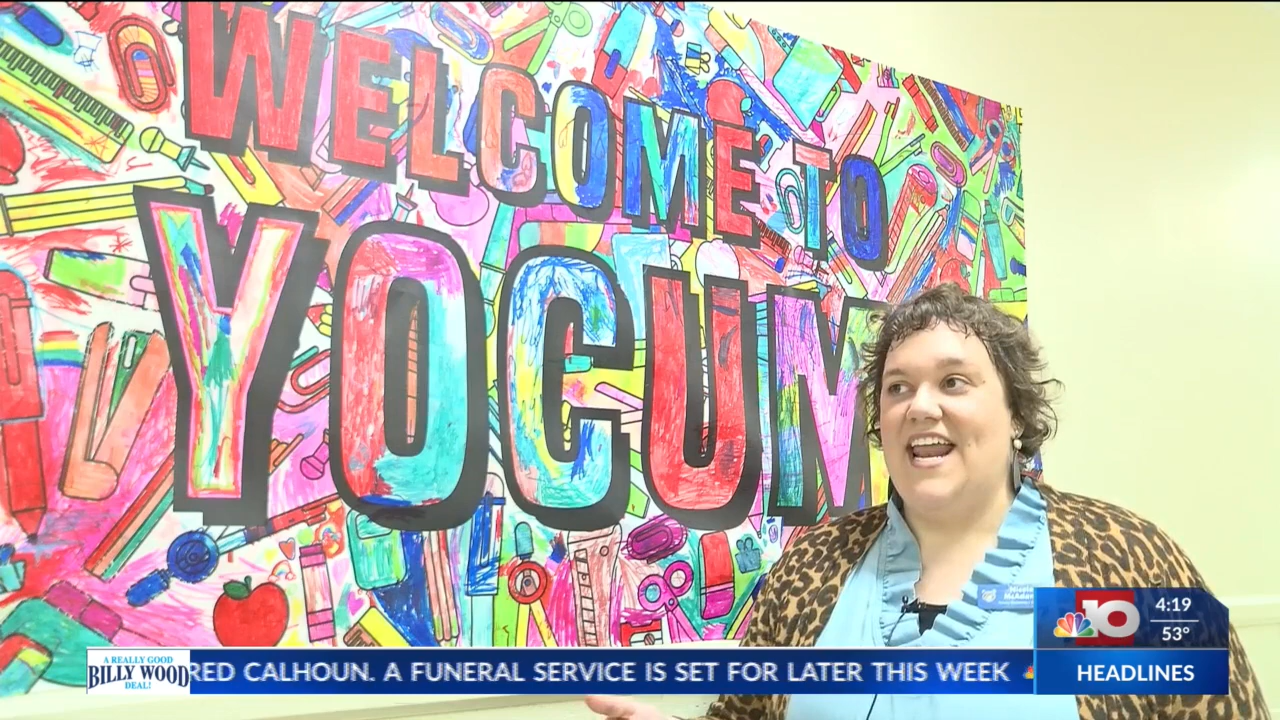 WELCOME TO
YOCUM
10
4:19
53°
A REALLY GOOD
BILLY WOOD
DEAL!
RED CALHOUN. A FUNERAL SERVICE IS SET FOR LATER THIS WEEK
HEADLINES